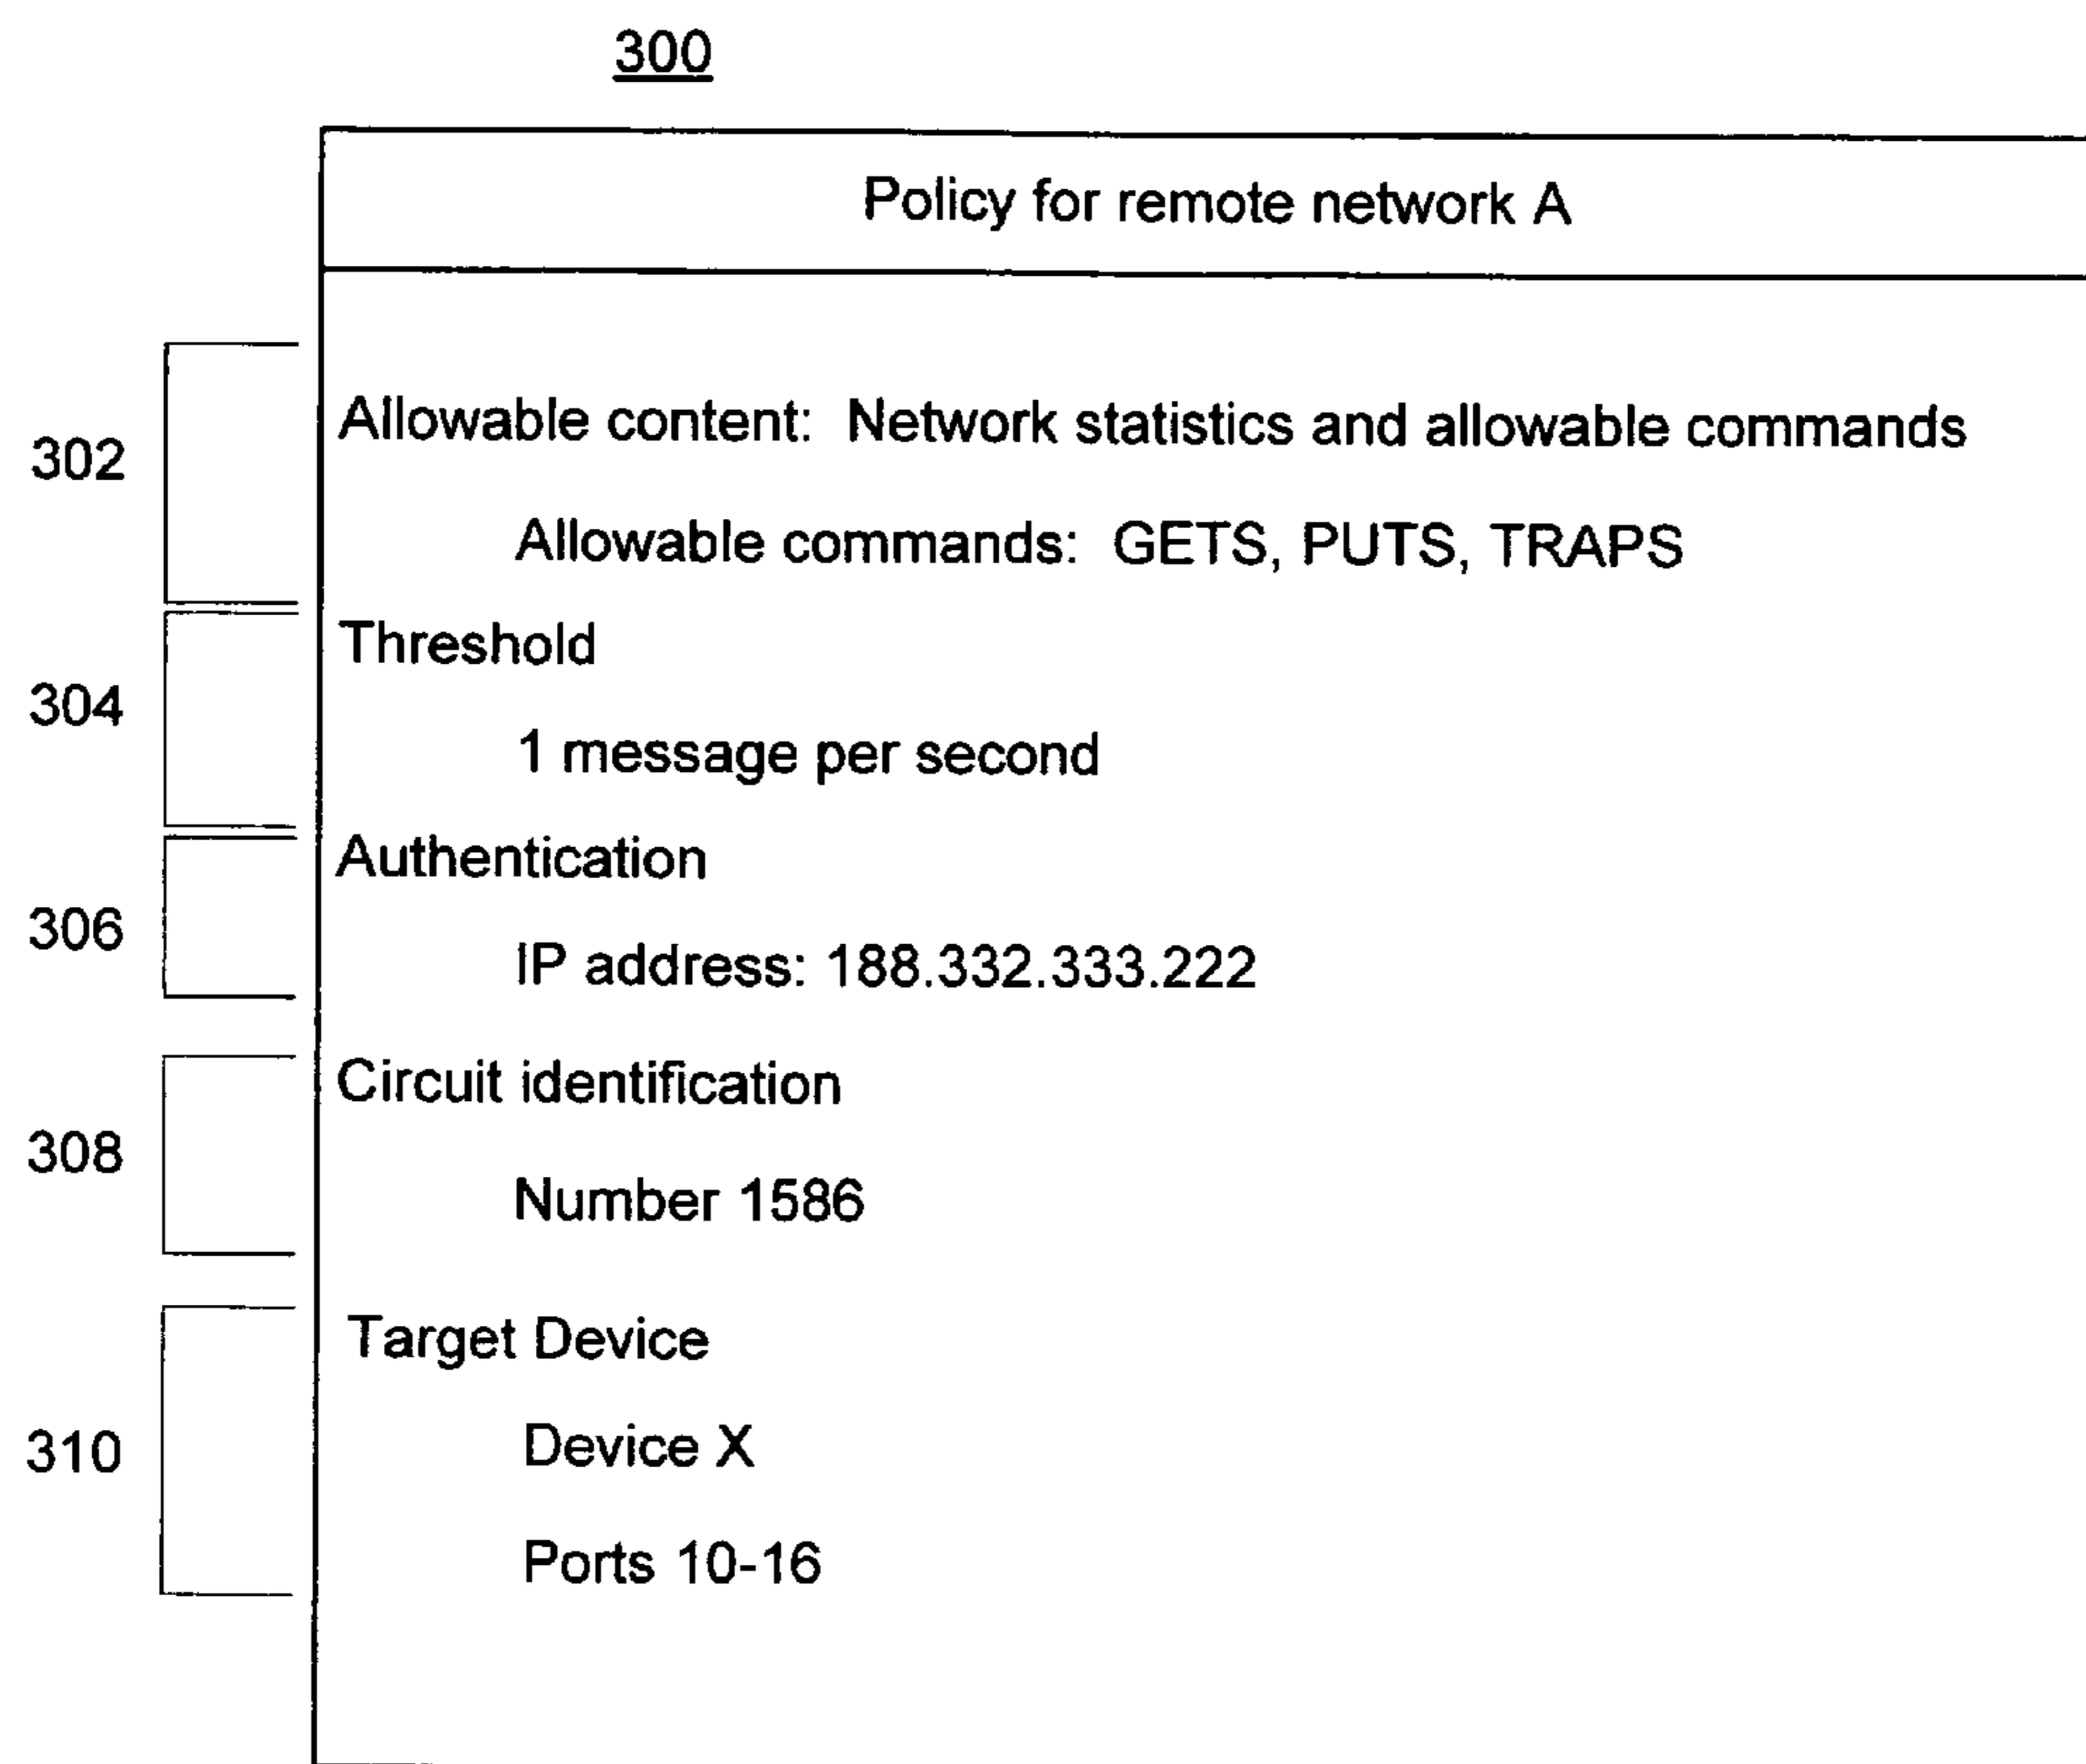 300
Policy for remote network A
302
Allowable content: Network statistics and allowable commands
Allowable commands: GETS, PUTS, TRAPS
304
Threshold
1 message per second
306
Authentication
IP address: 188.332.333.222
308
Circuit identification
Number 1586
310
Target Device
Device X
Ports 10-16